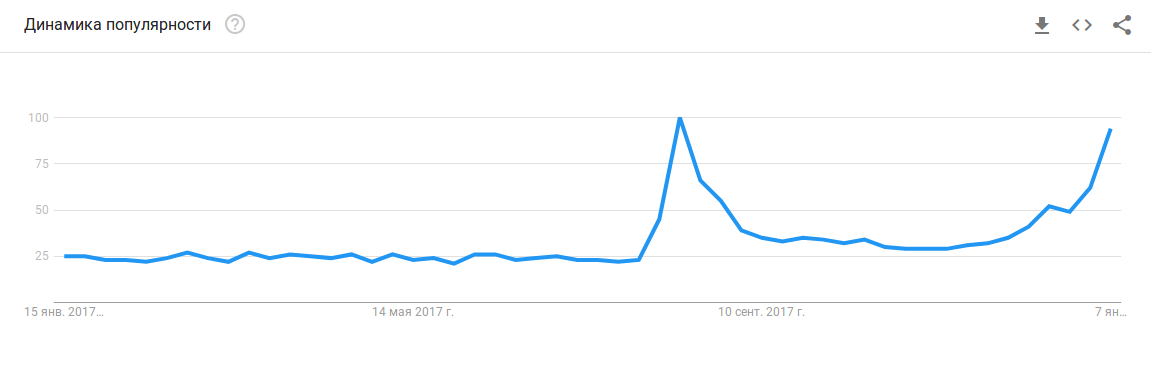 Динамика популярности
100
75
50
25
15 янв. 2017… 14 мая 2017 г. 10 сент. 2017 г. 7 ян…